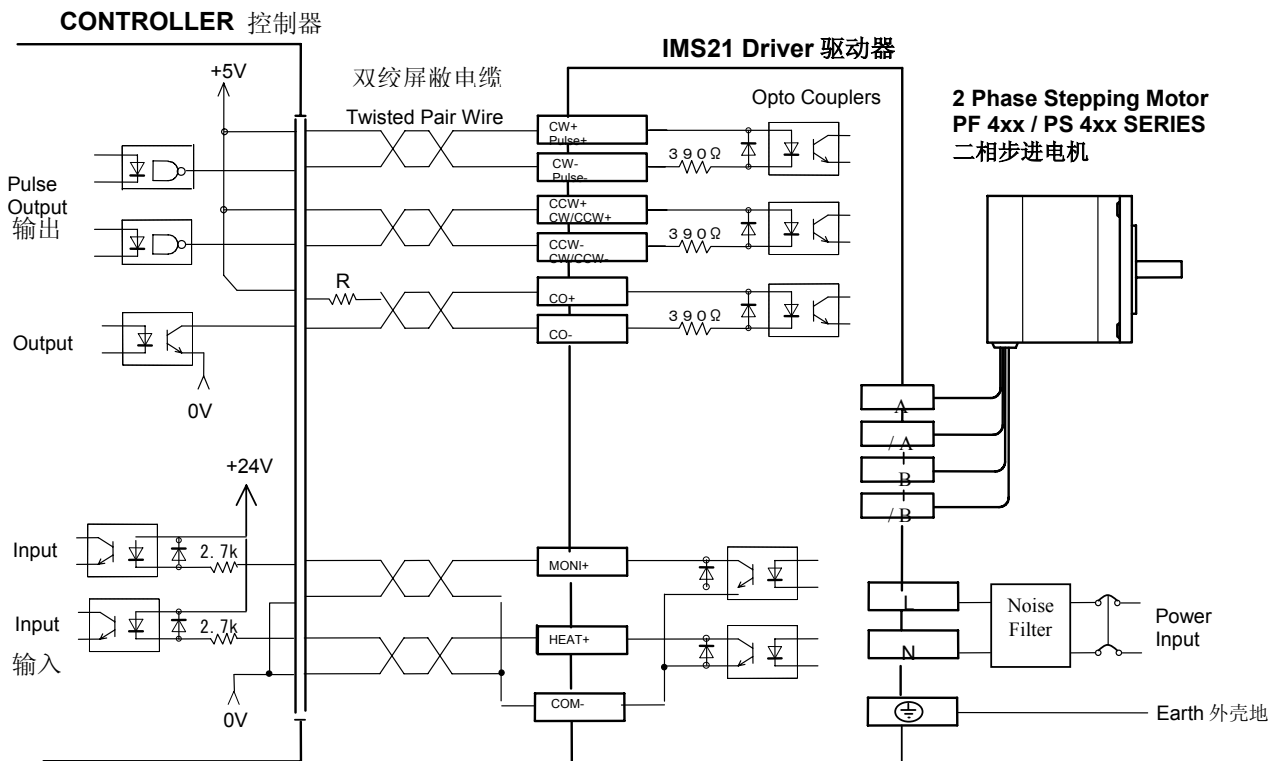 CONTROLLER 控制器
IMS21 Driver 驱动器
+5V
双绞屏蔽电缆
Twisted Pair Wire
Opto Couplers
2 Phase Stepping Motor
PF 4xx / PS 4xx SERIES
二相步进电机
CW+
Pulse+
CW-
Pulse-
390Ω
Pulse
Output
输出
CCW+
CW/CCW+
CCW-
CW/CCW-
390Ω
R
CO+
CO-
390Ω
Output
0V
A
/ A
B
/ B
+24V
Input
2.7k
MONI+
Input
输入
2.7k
HEAT+
COM-
0V
L
N
Noise
Filter
Power
Input
Earth 外壳地